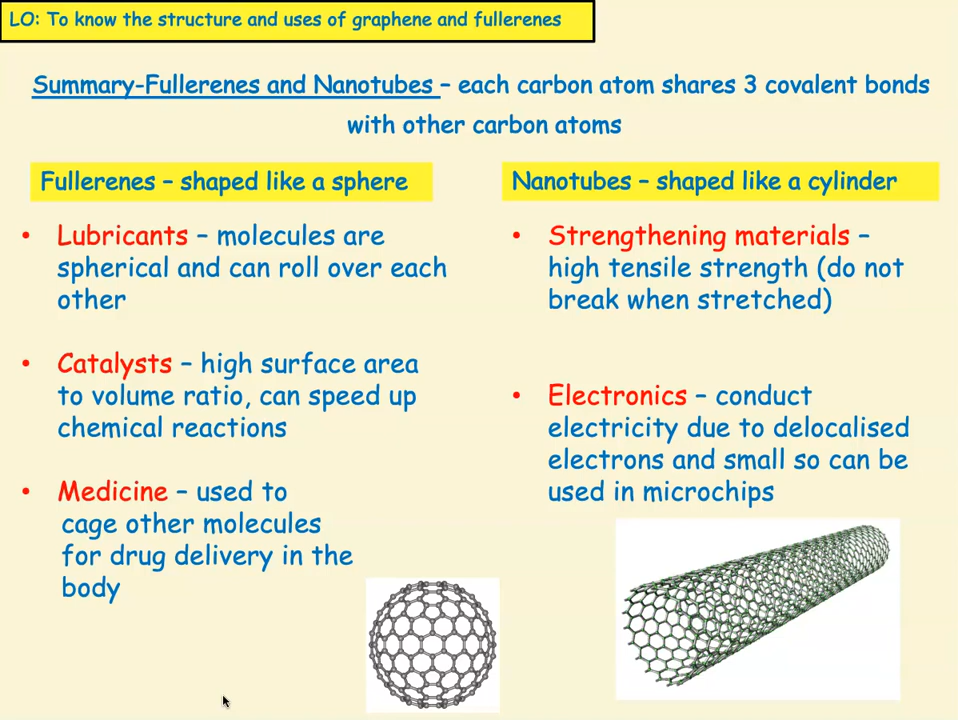 LO: To know the structure and uses of graphene and fullerenes
Summary-Fullerenes and Nanotubes – each carbon atom shares 3 covalent bonds
with other carbon atoms
Fullerenes – shaped like a sphere
• Lubricants – molecules are
spherical and can roll over each
other
• Catalysts – high surface area
to volume ratio, can speed up
chemical reactions
• Medicine – used to
cage other molecules
for drug delivery in the
body
Nanotubes – shaped like a cylinder
• Strengthening materials –
high tensile strength (do not
break when stretched)
• Electronics – conduct
electricity due to delocalised
electrons and small so can be
used in microchips